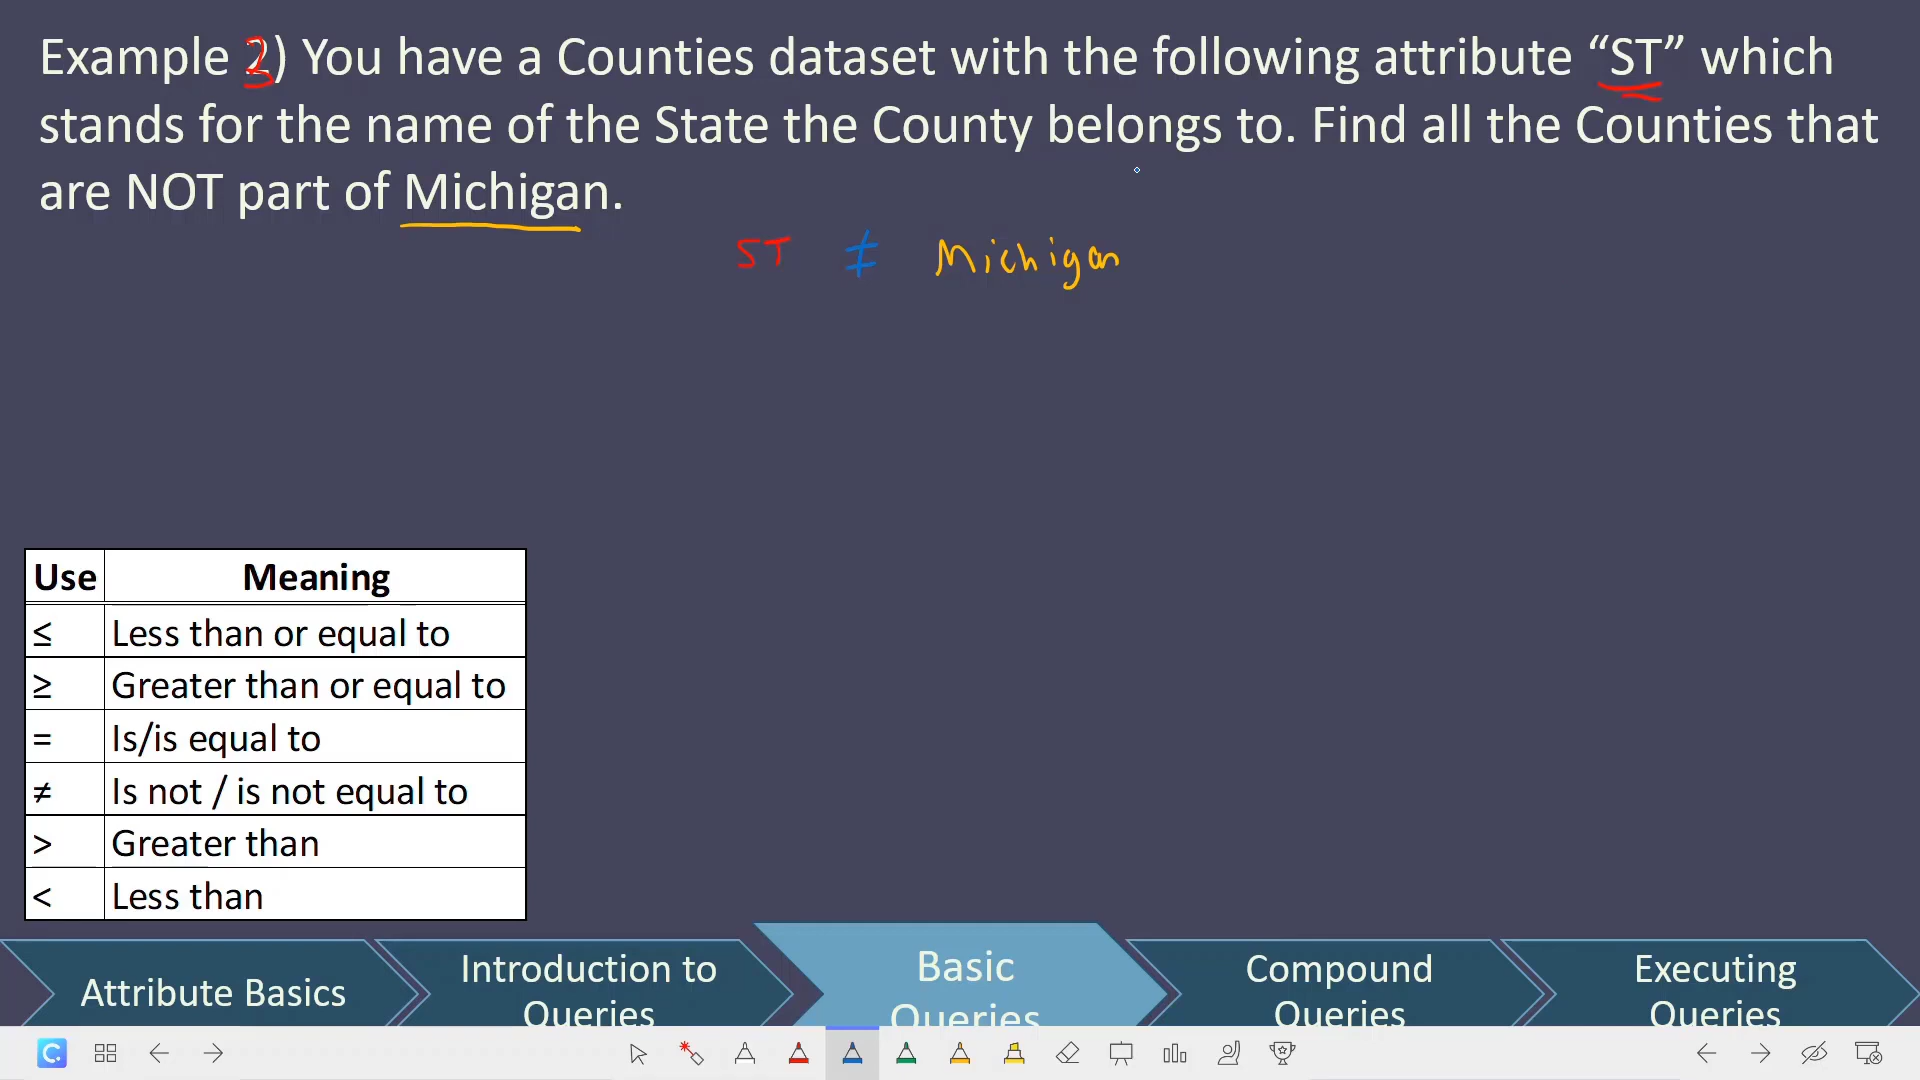 Example 3) You have a Counties dataset with the following attribute “ST” which
stands for the name of the State the County belongs to. Find all the Counties that
are NOT part of Michigan.
ST ≠ Michigan
Use Meaning
≤ Less than or equal to
≥ Greater than or equal to
= Is/is equal to
≠ Is not / is not equal to
> Greater than
< Less than
Attribute Basics
Introduction to
Queries
Basic
Queries
Compound
Queries
Executing
Queries